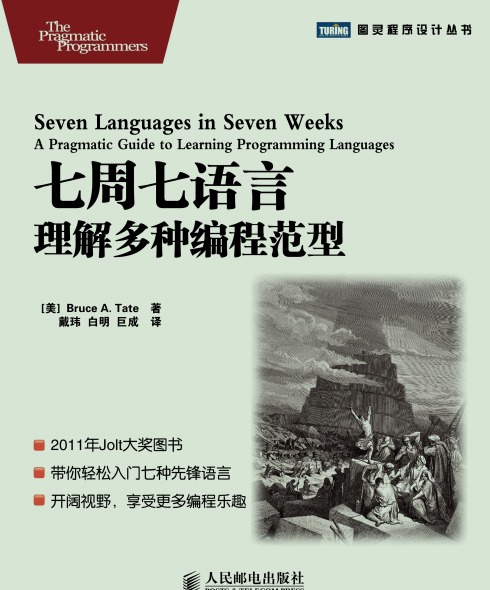 The
Pragmatic
Programmers
TURING 图灵程序设计丛书
Seven Languages in Seven Weeks
A Pragmatic Guide to Learning Programming Languages
七周七语言
理解多种编程范型
[美] Bruce A. Tate 著
戴玮 白明 巨成 译
2011年Jolt大奖图书
带你轻松入门七种先锋语言
开阔视野，享受更多编程乐趣
人民邮电出版社
POSTS & TELECOM PRESS